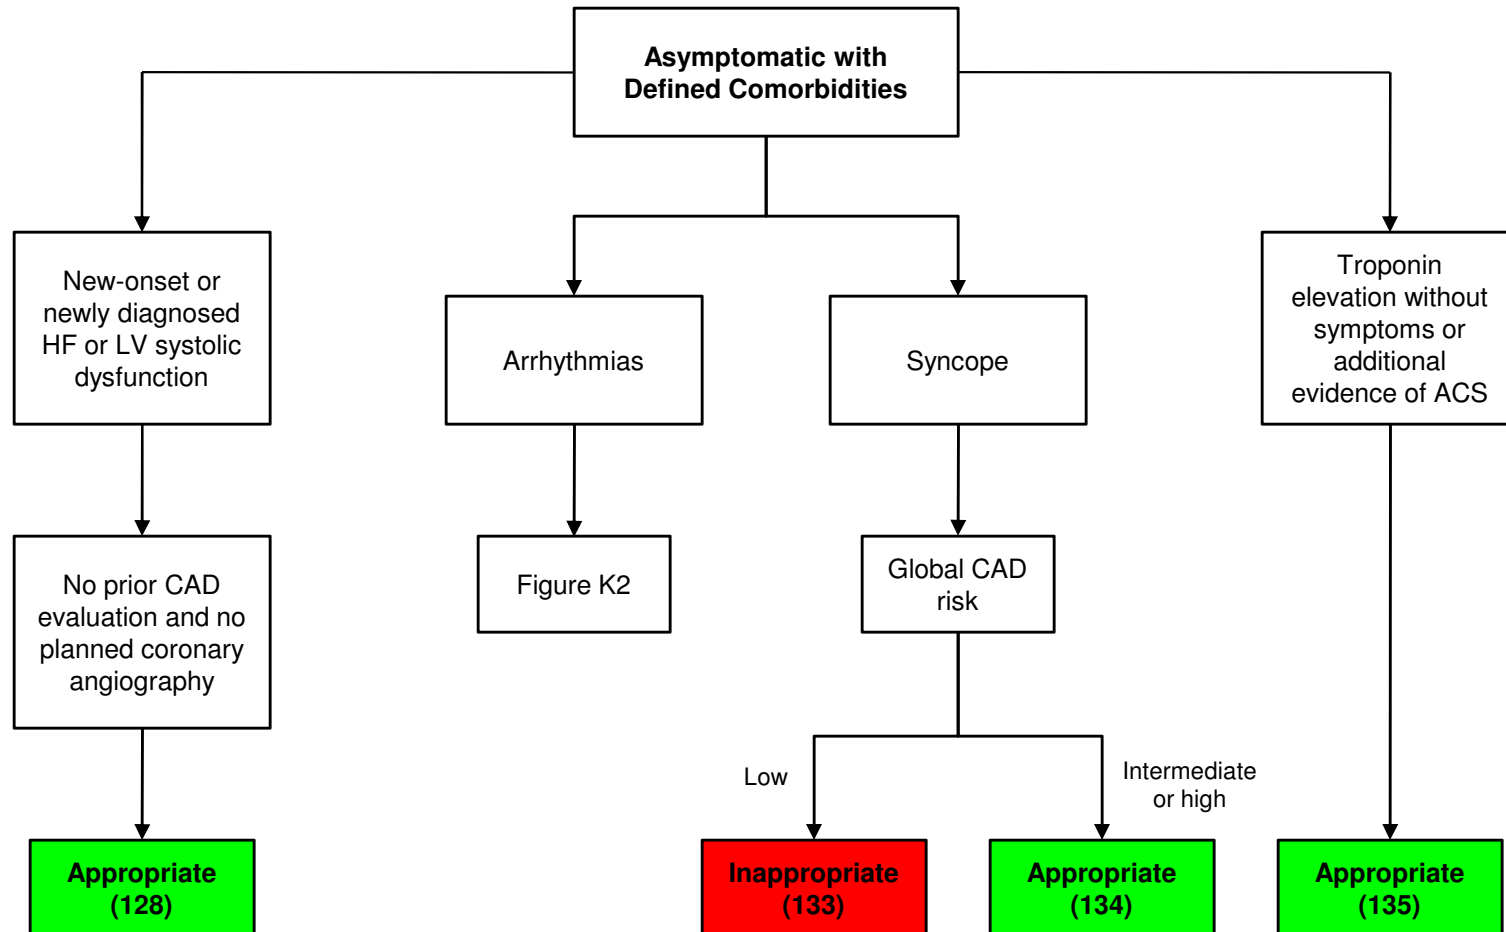 Asymptomatic with
Defined Comorbidities
New-onset or
newly diagnosed
HF or LV systolic
dysfunction
Arrhythmias
Syncope
Troponin
elevation without
symptoms or
additional
evidence of ACS
No prior CAD
evaluation and no
planned coronary
angiography
Figure K2
Global CAD
risk
Low
Intermediate
or high
Appropriate
(128)
Inappropriate
(133)
Appropriate
(134)
Appropriate
(135)